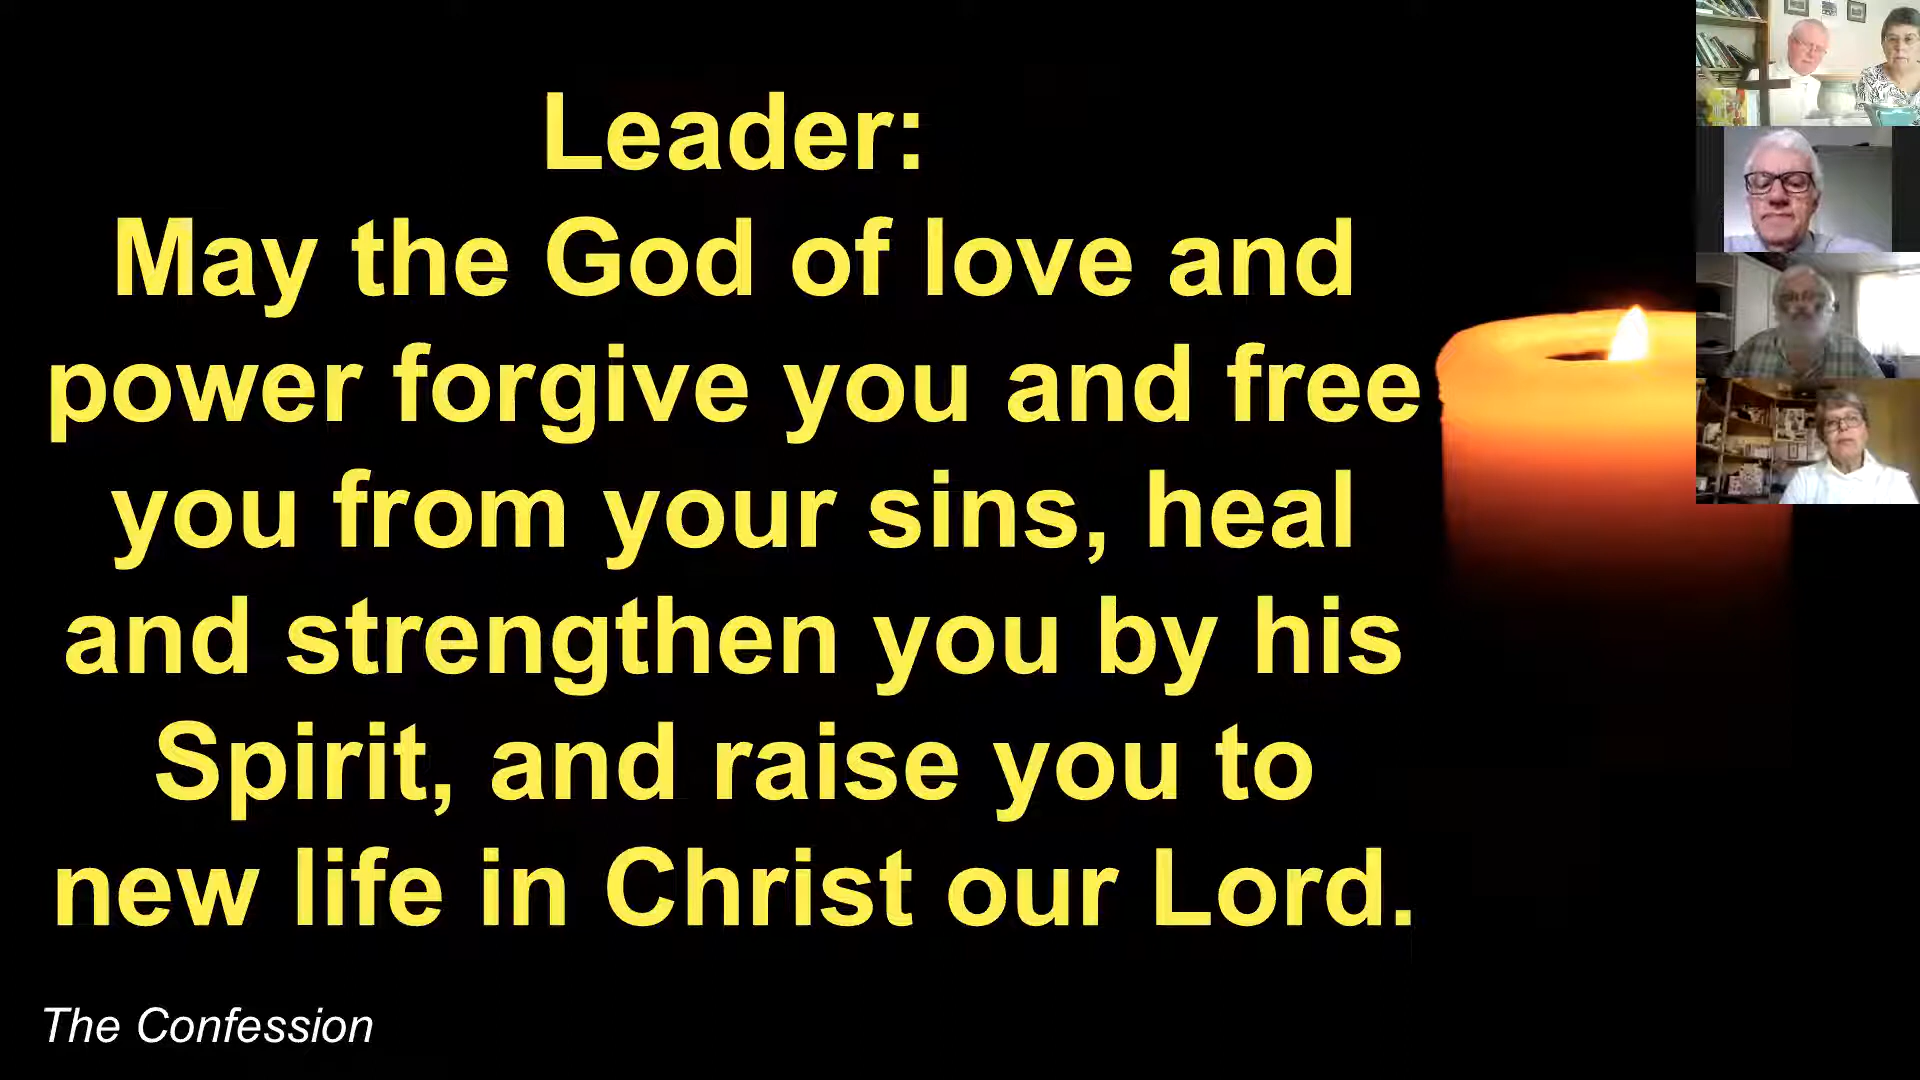 Leader:
May the God of love and
power forgive you and free
you from your sins, heal
and strengthen you by his
Spirit, and raise you to
new life in Christ our Lord.
The Confession